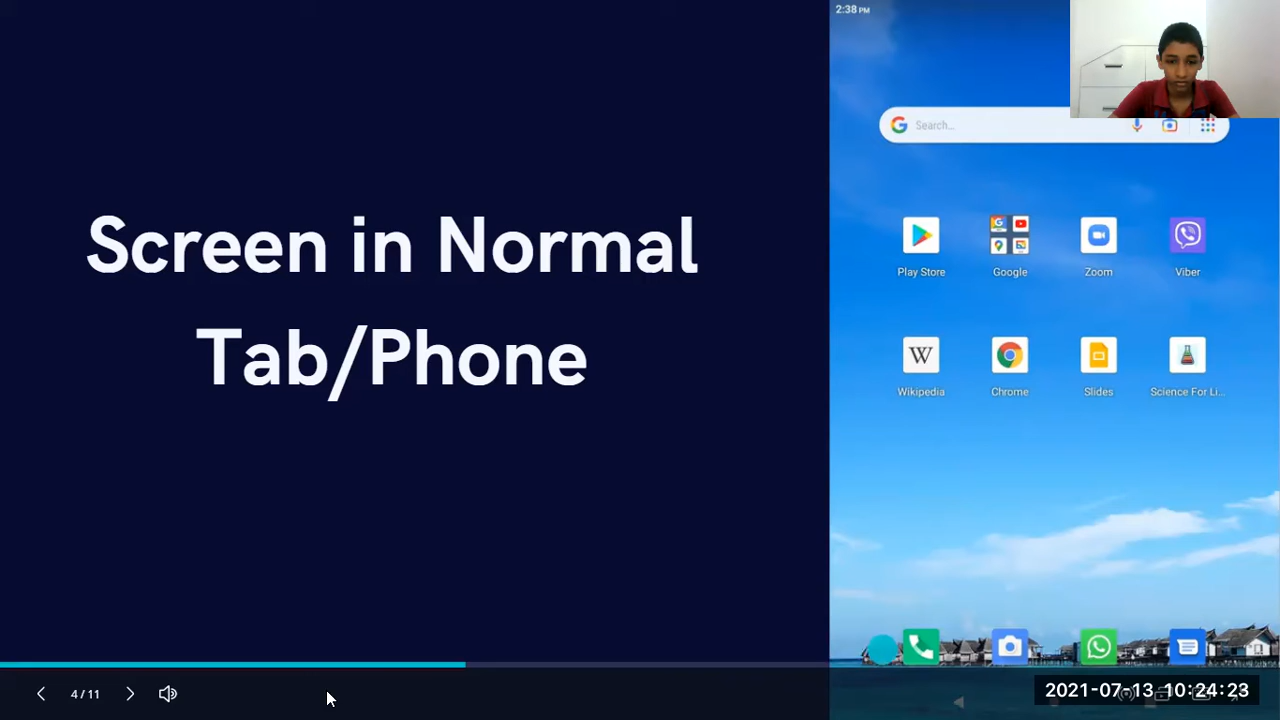 2:38 PM
Search...
Screen in Normal
Tab/Phone
Play Store
Google
Zoom
Viber
W
Wikipedia
Chrome
Slides
Science For Li...
4 / 11
2021-07-13 10:24:23